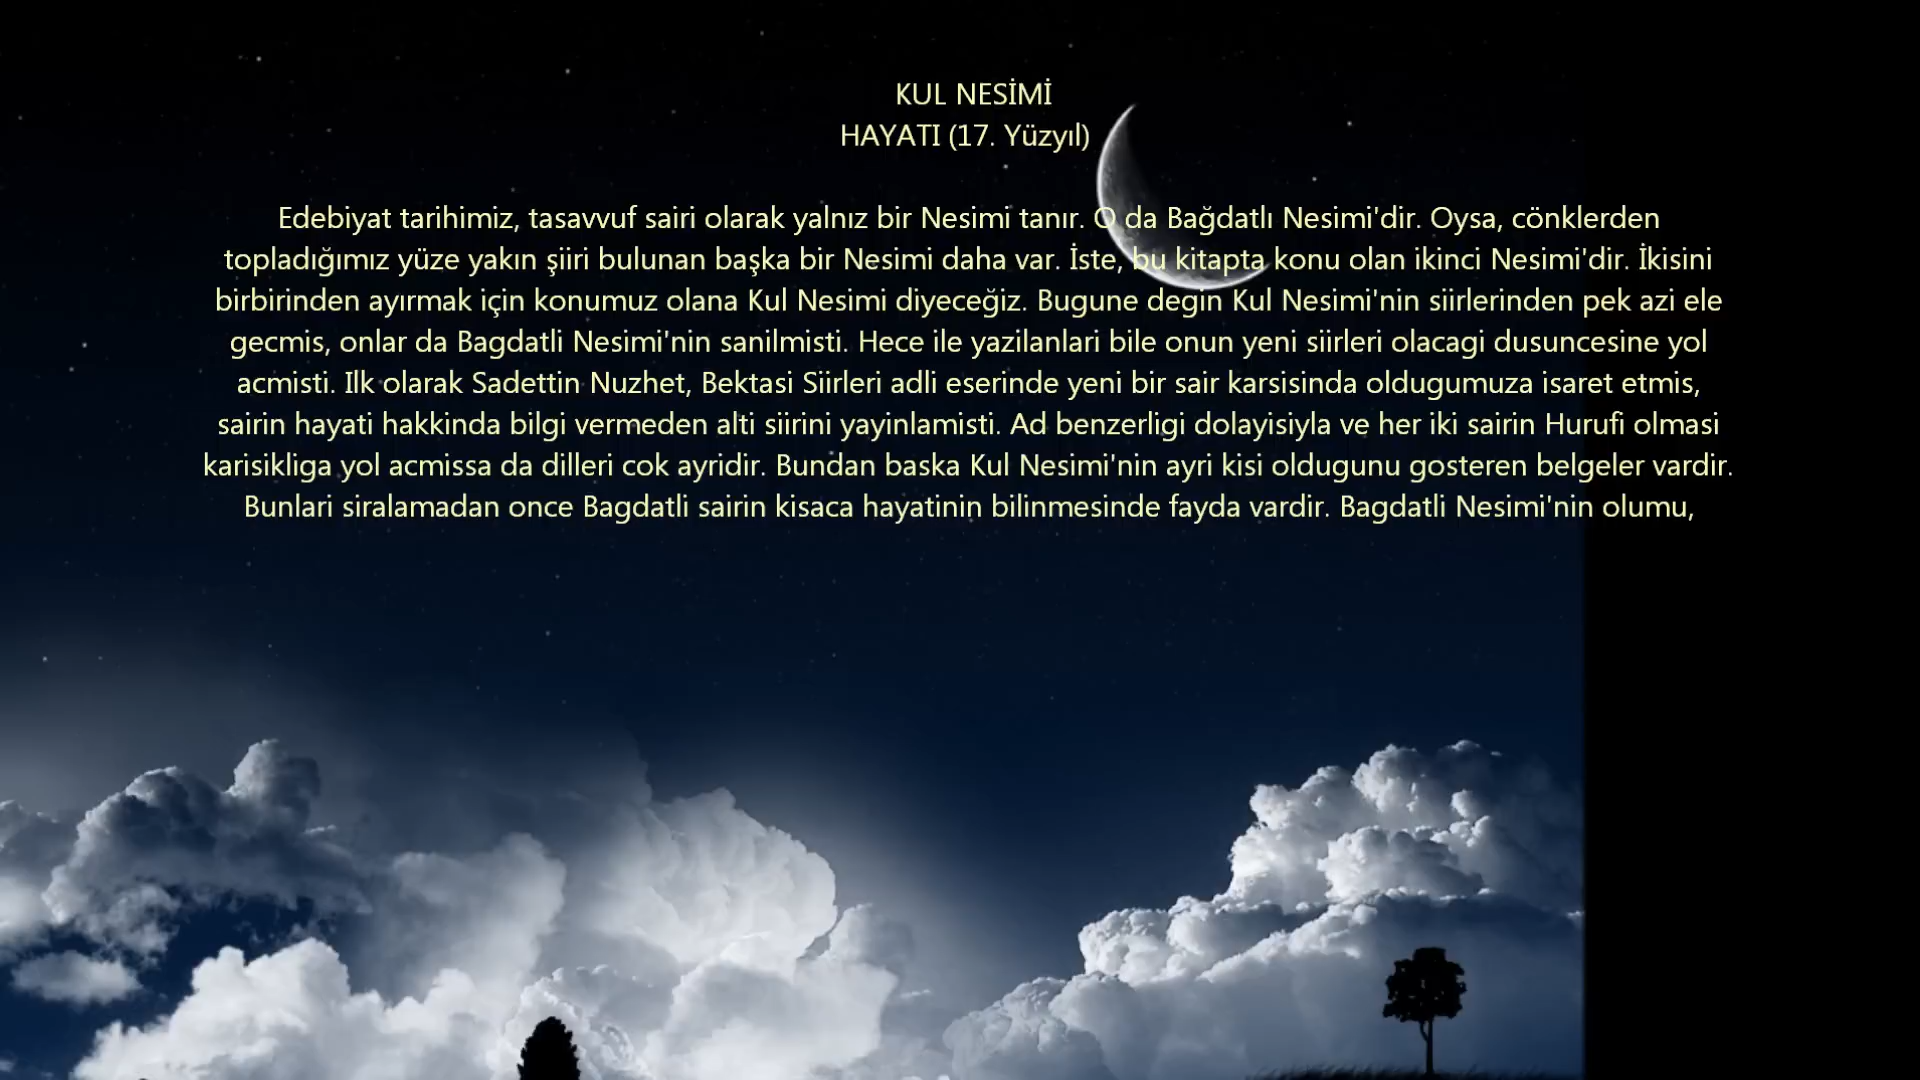 KUL NESİMİ
HAYATI (17. Yüzyıl)
Edebiyat tarihimiz, tasavvuf sairi olarak yalnız bir Nesimi tanır. O da Bağdatlı Nesimi'dir. Oysa, cönklerden
topladığımız yüze yakın şiiri bulunan başka bir Nesimi daha var. İste, bu kitapta konu olan ikinci Nesimi'dir. İkisini
birbirinden ayırmak için konumuz olana Kul Nesimi diyeceğiz. Bugune degin Kul Nesimi'nin siirlerinden pek azi ele
gecmis, onlar da Bagdatli Nesimi'nin sanilmisti. Hece ile yazilanlari bile onun yeni siirleri olacagi dusuncesine yol
acmisti. Ilk olarak Sadettin Nuzhet, Bektasi Siirleri adli eserinde yeni bir sair karsisinda oldugumuza isaret etmis,
sairin hayati hakkinda bilgi vermeden alti siirini yayinlamisti. Ad benzerligi dolayisiyla ve her iki sairin Hurufi olmasi
karisikliga yol acmissa da dilleri cok ayridir. Bundan baska Kul Nesimi'nin ayri kisi oldugunu gosteren belgeler vardir.
Bunlari siralamadan once Bagdatli sairin kisaca hayatinin bilinmesinde fayda vardir. Bagdatli Nesimi'nin olumu,